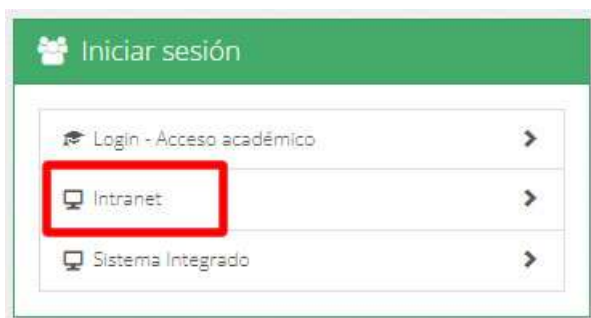 Iniciar sesión
Login - Acceso académico
Intranet
Sistema Integrado